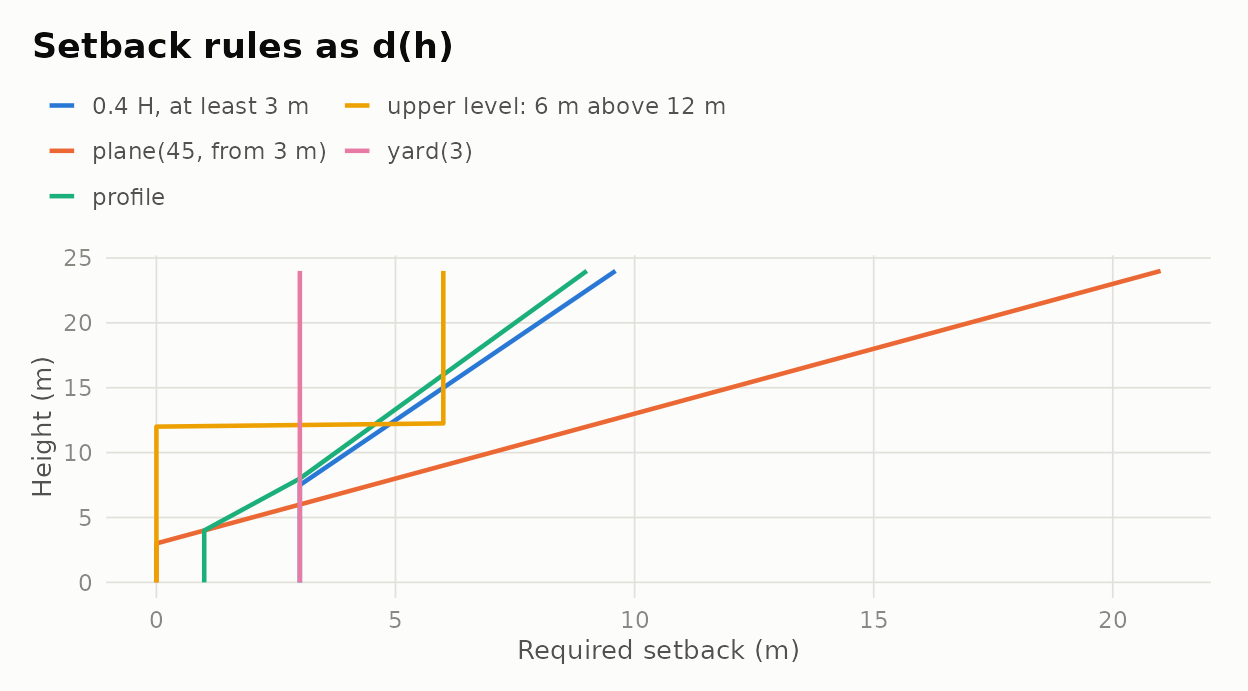 Setback rules as d(h)
0.4 H, at least 3 m
upper level: 6 m above 12 m
plane(45, from 3 m)
yard(3)
profile
25
20
15
10
5
0
Height (m)
0 5 10 15 20
Required setback (m)